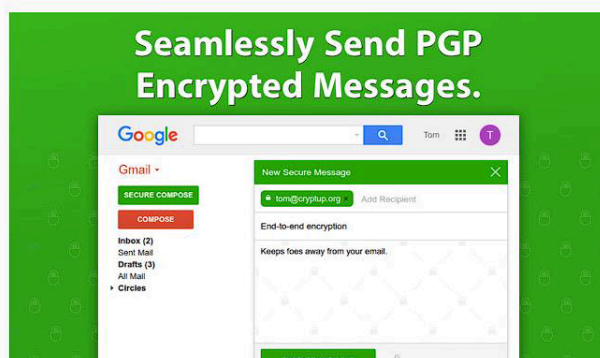 Seamlessly Send PGP
Encrypted Messages.
Google
Tom
T
Gmail
SECURE COMPOSE
COMPOSE
Inbox (2)
Sent Mail
Drafts (3)
All Mail
Circles
New Secure Message
tom@cryptup.org
Add Recipient
End-to-end encryption
Keeps foes away from your email.